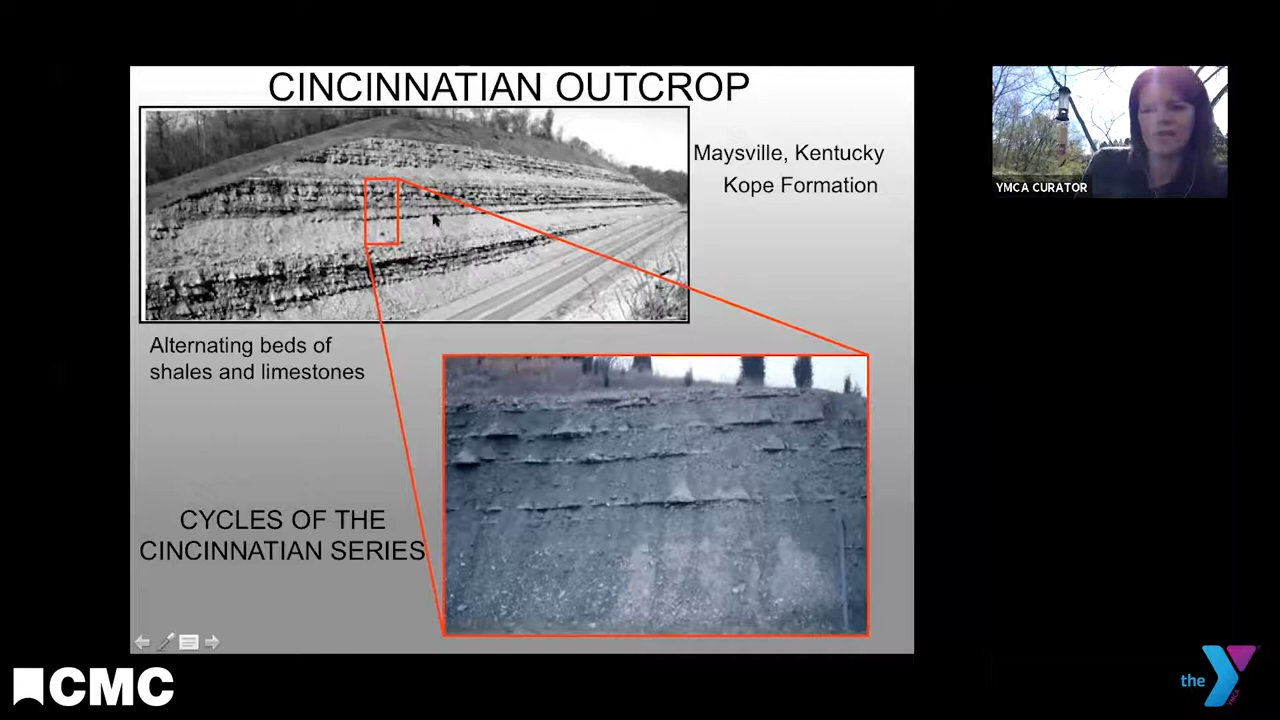 CINCINNATIAN OUTCROP
Maysville, Kentucky
Kope Formation
YMCA CURATOR
Alternating beds of
shales and limestones
CYCLES OF THE
CINCINNATIAN SERIES
CMC
the
YMCA